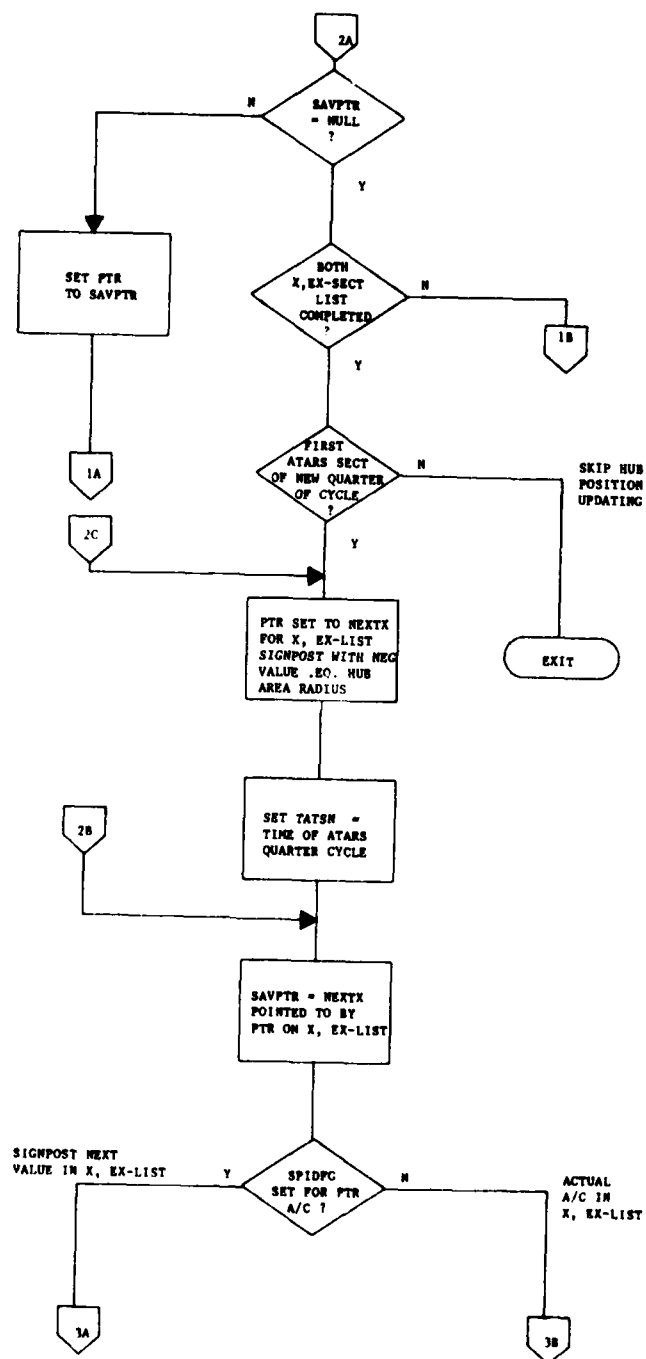 2A
SAVPTR
= NULL
?
N
Y
SET PTR
TO SAVPTR
BOTH
X,EX-SECT
LIST
COMPLETED
?
N
Y
1B
1A
FIRST
ATARS SECT
OF NEW QUARTER
OF CYCLE
?
N
Y
SKIP HUB
POSITION
UPDATING
2C
PTR SET TO NEXTX
FOR X, EX-LIST
SIGNPOST WITH NEG
VALUE .EQ. HUB
AREA RADIUS
EXIT
SET TATSN =
TIME OF ATARS
QUARTER CYCLE
2B
SAVPTR = NEXTX
POINTED TO BY
PTR ON X, EX-LIST
SIGNPOST NEXT
VALUE IN X, EX-LIST
Y
SPIDFG
SET FOR PTR
A/C ?
N
ACTUAL
A/C IN
X, EX-LIST
3A
3B